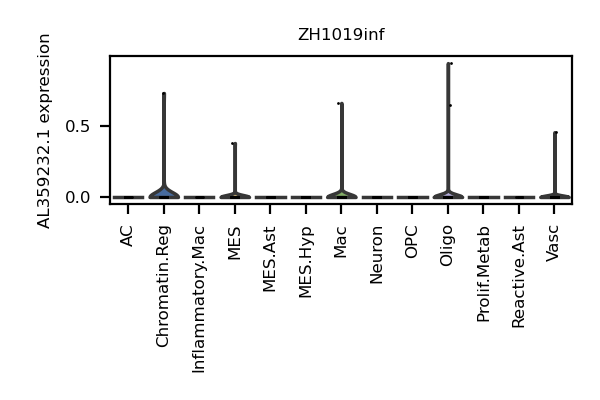 ZH1019inf
AL359232.1 expression
0.5
0.0
AC
Chromatin.Reg
Inflammatory.Mac
MES
MES.Ast
MES.Hyp
Mac
Neuron
OPC
Oligo
Prolif.Metab
Reactive.Ast
Vasc